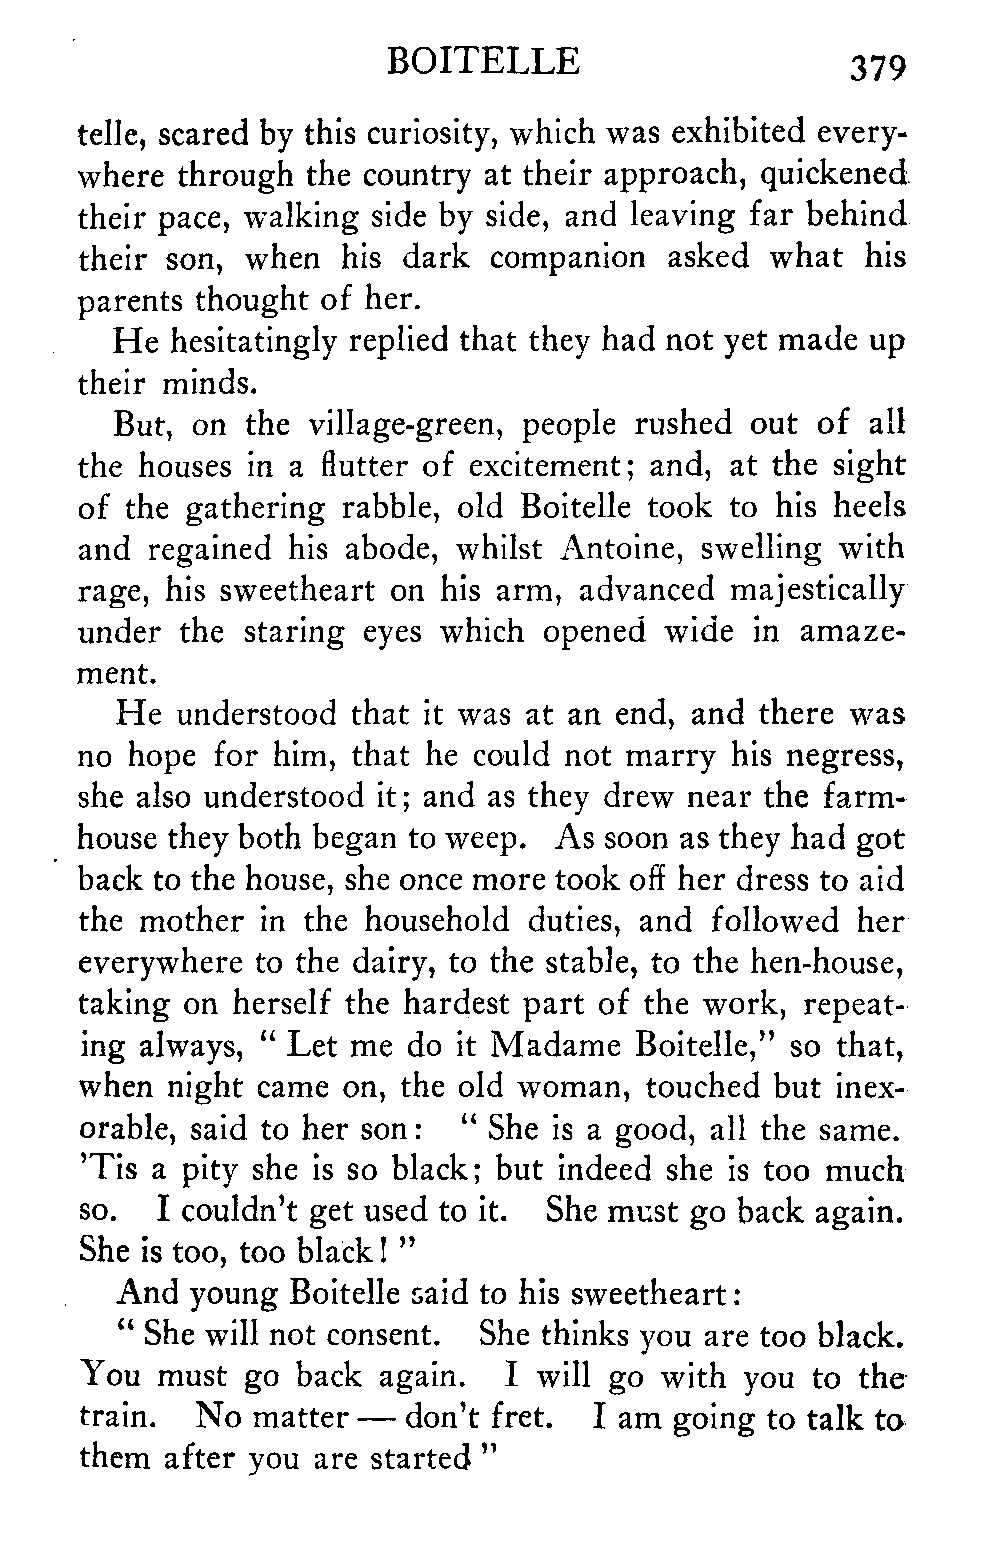 BOITELLE 379
telle, scared by this curiosity, which was exhibited every-
where through the country at their approach, quickened
their pace, walking side by side, and leaving far behind
their son, when his dark companion asked what his
parents thought of her.
He hesitatingly replied that they had not yet made up
their minds.
But, on the village-green, people rushed out of all
the houses in a flutter of excitement; and, at the sight
of the gathering rabble, old Boitelle took to his heels
and regained his abode, whilst Antoine, swelling with
rage, his sweetheart on his arm, advanced majestically
under the staring eyes which opened wide in amaze-
ment.
He understood that it was at an end, and there was
no hope for him, that he could not marry his negress,
she also understood it; and as they drew near the farm-
house they both began to weep. As soon as they had got
back to the house, she once more took off her dress to aid
the mother in the household duties, and followed her
everywhere to the dairy, to the stable, to the hen-house,
taking on herself the hardest part of the work, repeat-
ing always, “ Let me do it Madame Boitelle,” so that,
when night came on, the old woman, touched but inex-
orable, said to her son: “ She is a good, all the same.
’Tis a pity she is so black; but indeed she is too much
so. I couldn’t get used to it. She must go back again.
She is too, too black! ”
And young Boitelle said to his sweetheart:
“ She will not consent. She thinks you are too black.
You must go back again. I will go with you to the
train. No matter — don’t fret. I am going to talk to
them after you are started ”